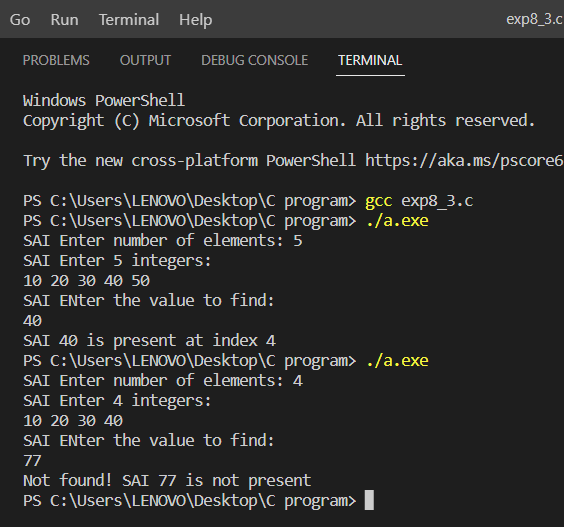 Go Run Terminal Help exp8_3.c
PROBLEMS OUTPUT DEBUG CONSOLE TERMINAL
Windows PowerShell
Copyright (C) Microsoft Corporation. All rights reserved.
Try the new cross-platform PowerShell https://aka.ms/pscore6
PS C:\Users\LENOVO\Desktop\C program> gcc exp8_3.c
PS C:\Users\LENOVO\Desktop\C program> ./a.exe
SAI Enter number of elements: 5
SAI Enter 5 integers:
10 20 30 40 50
SAI ENter the value to find:
40
SAI 40 is present at index 4
PS C:\Users\LENOVO\Desktop\C program> ./a.exe
SAI Enter number of elements: 4
SAI Enter 4 integers:
10 20 30 40
SAI ENter the value to find:
77
Not found! SAI 77 is not present
PS C:\Users\LENOVO\Desktop\C program>